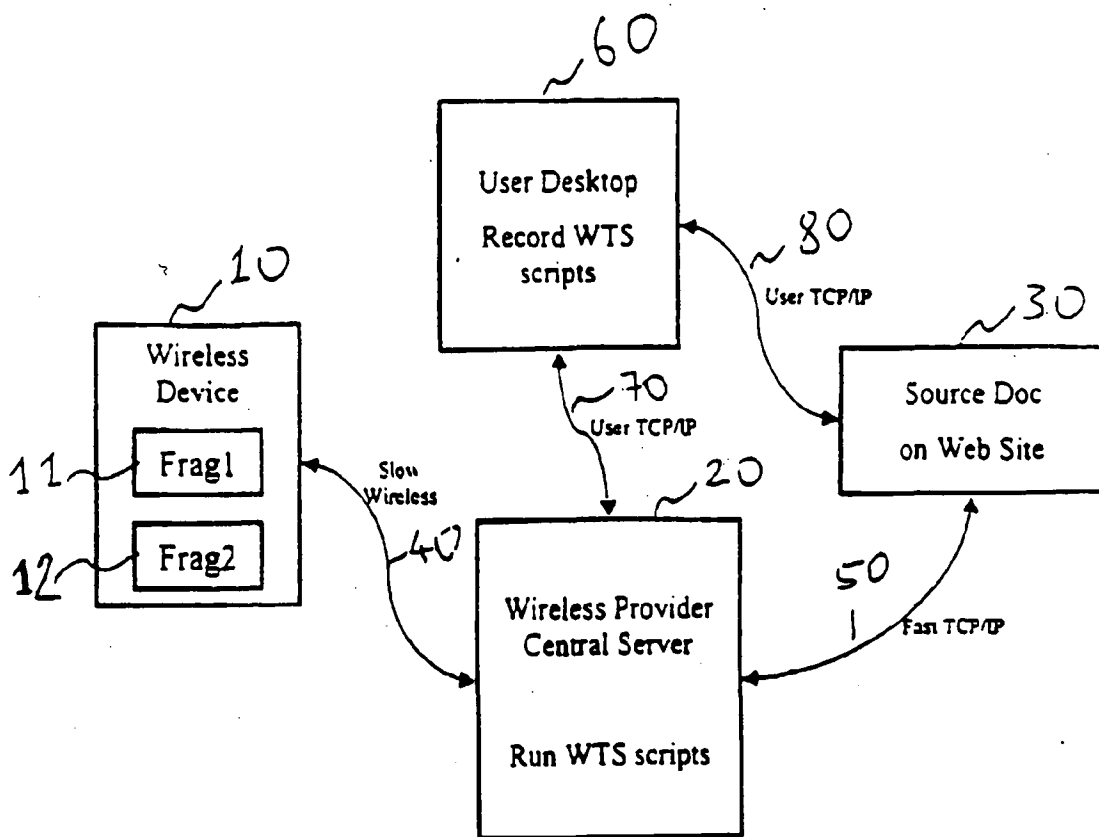 60
User Desktop
Record WTS
scripts
80
User TCP/IP
10
Wireless
Device
Frag1
11
Frag2
12
30
Source Doc
on Web Site
70
User TCP/IP
Slow
Wireless
40
20
Wireless Provider
Central Server
Run WTS scripts
50
Fast TCP/IP